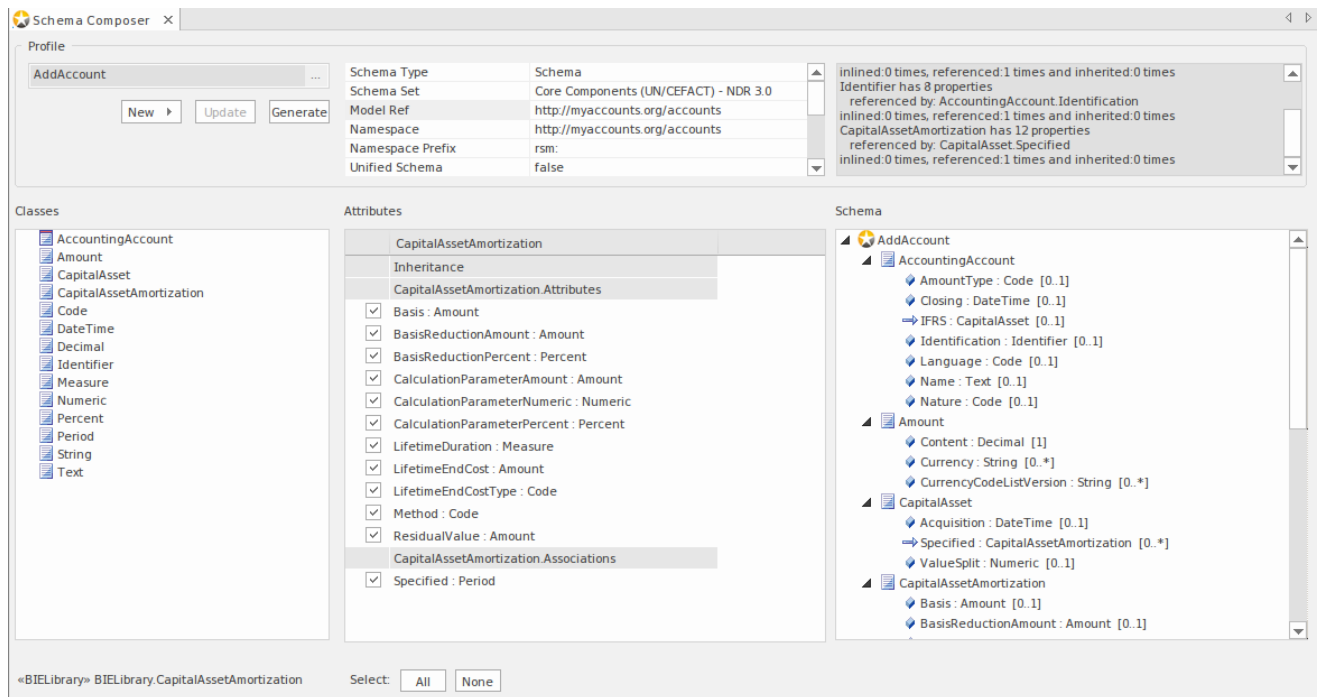 Schema Composer
Profile
AddAccount ...
New Update Generate
Schema Type Schema
Schema Set Core Components (UN/CEFACT) - NDR 3.0
Model Ref http://myaccounts.org/accounts
Namespace http://myaccounts.org/accounts
Namespace Prefix rsm:
Unified Schema false
inlined:0 times, referenced:1 times and inherited:0 times
Identifier has 8 properties
referenced by: AccountingAccount.Identification
inlined:0 times, referenced:1 times and inherited:0 times
CapitalAssetAmortization has 12 properties
referenced by: CapitalAsset.Specified
inlined:0 times, referenced:1 times and inherited:0 times
Classes
AccountingAccount
Amount
CapitalAsset
CapitalAssetAmortization
Code
DateTime
Decimal
Identifier
Measure
Numeric
Percent
Period
String
Text
Attributes
CapitalAssetAmortization
Inheritance
CapitalAssetAmortization.Attributes
Basis : Amount
BasisReductionAmount : Amount
BasisReductionPercent : Percent
CalculationParameterAmount : Amount
CalculationParameterNumeric : Numeric
CalculationParameterPercent : Percent
LifetimeDuration : Measure
LifetimeEndCost : Amount
LifetimeEndCostType : Code
Method : Code
ResidualValue : Amount
CapitalAssetAmortization.Associations
Specified : Period
Schema
AddAccount
AccountingAccount
AmountType : Code [0..1]
Closing : DateTime [0..1]
IFRS : CapitalAsset [0..1]
Identification : Identifier [0..1]
Language : Code [0..1]
Name : Text [0..1]
Nature : Code [0..1]
Amount
Content : Decimal [1]
Currency : String [0..*]
CurrencyCodeListVersion : String [0..*]
CapitalAsset
Acquisition : DateTime [0..1]
Specified : CapitalAssetAmortization [0..*]
ValueSplit : Numeric [0..1]
CapitalAssetAmortization
Basis : Amount [0..1]
BasisReductionAmount : Amount [0..1]
«BIELibrary» BIELibrary.CapitalAssetAmortization
Select: All None